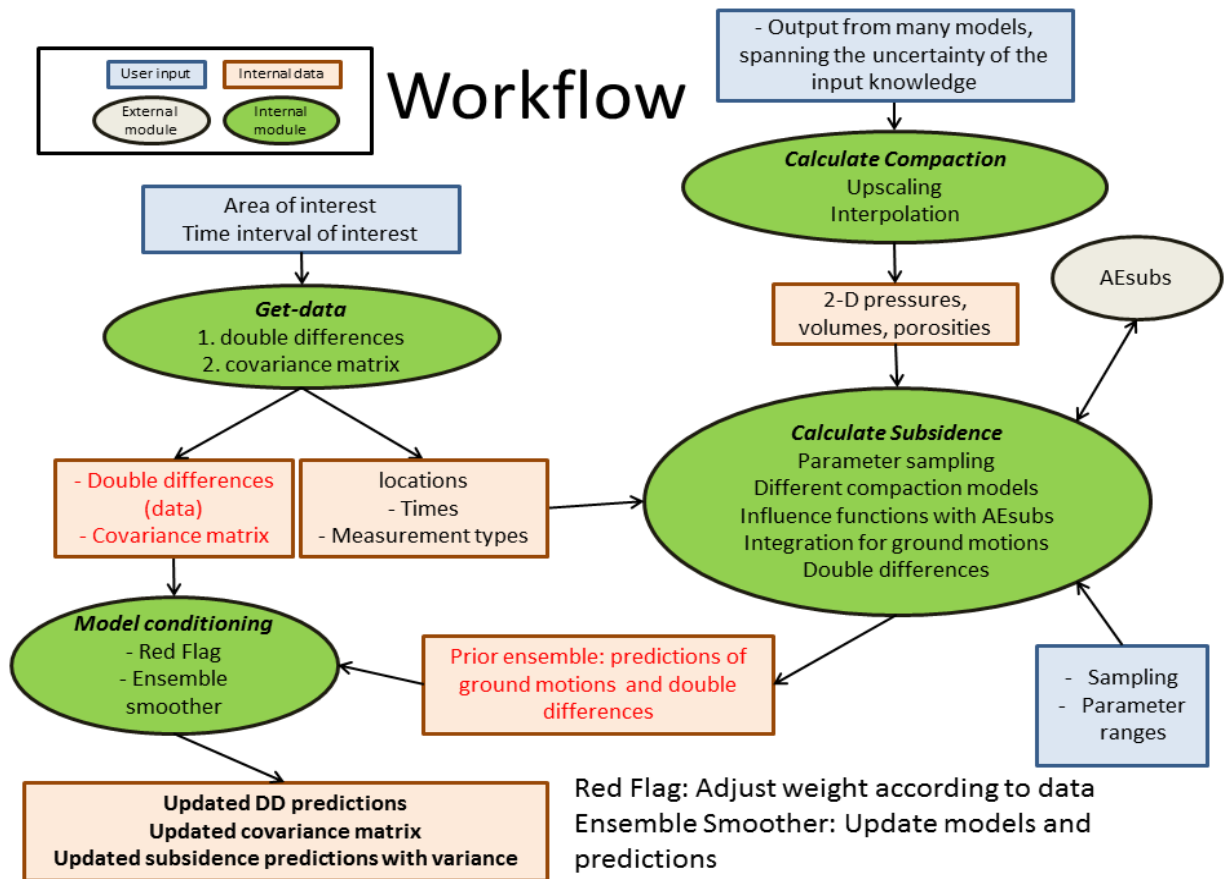 User input
Internal data
External
module
Internal
module
Workflow
- Output from many models,
spanning the uncertainty of the
input knowledge
Calculate Compaction
Upscaling
Interpolation
Area of interest
Time interval of interest
AEsubs
Get-data
1. double differences
2. covariance matrix
2-D pressures,
volumes, porosities
- Double differences
(data)
- Covariance matrix
locations
- Times
- Measurement types
Calculate Subsidence
Parameter sampling
Different compaction models
Influence functions with AEsubs
Integration for ground motions
Double differences
Model conditioning
- Red Flag
- Ensemble
smoother
Prior ensemble: predictions of
ground motions and double
differences
- Sampling
- Parameter
ranges
Updated DD predictions
Updated covariance matrix
Updated subsidence predictions with variance
Red Flag: Adjust weight according to data
Ensemble Smoother: Update models and
predictions